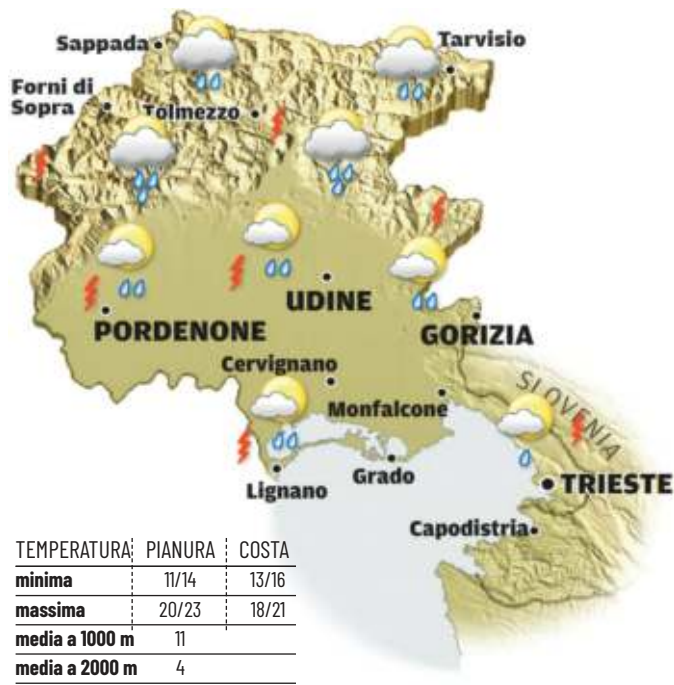 Sappada
Tarvisio
Forni di
Sopra
Tolmezzo
UDINE
PORDENONE
GORIZIA
Cervignano
Monfalcone
SLOVENIA
Lignano
Grado
TRIESTE
Capodistria
TEMPERATURA PIANURA COSTA
minima 11/14 13/16
massima 20/23 18/21
media a 1000 m 11
media a 2000 m 4